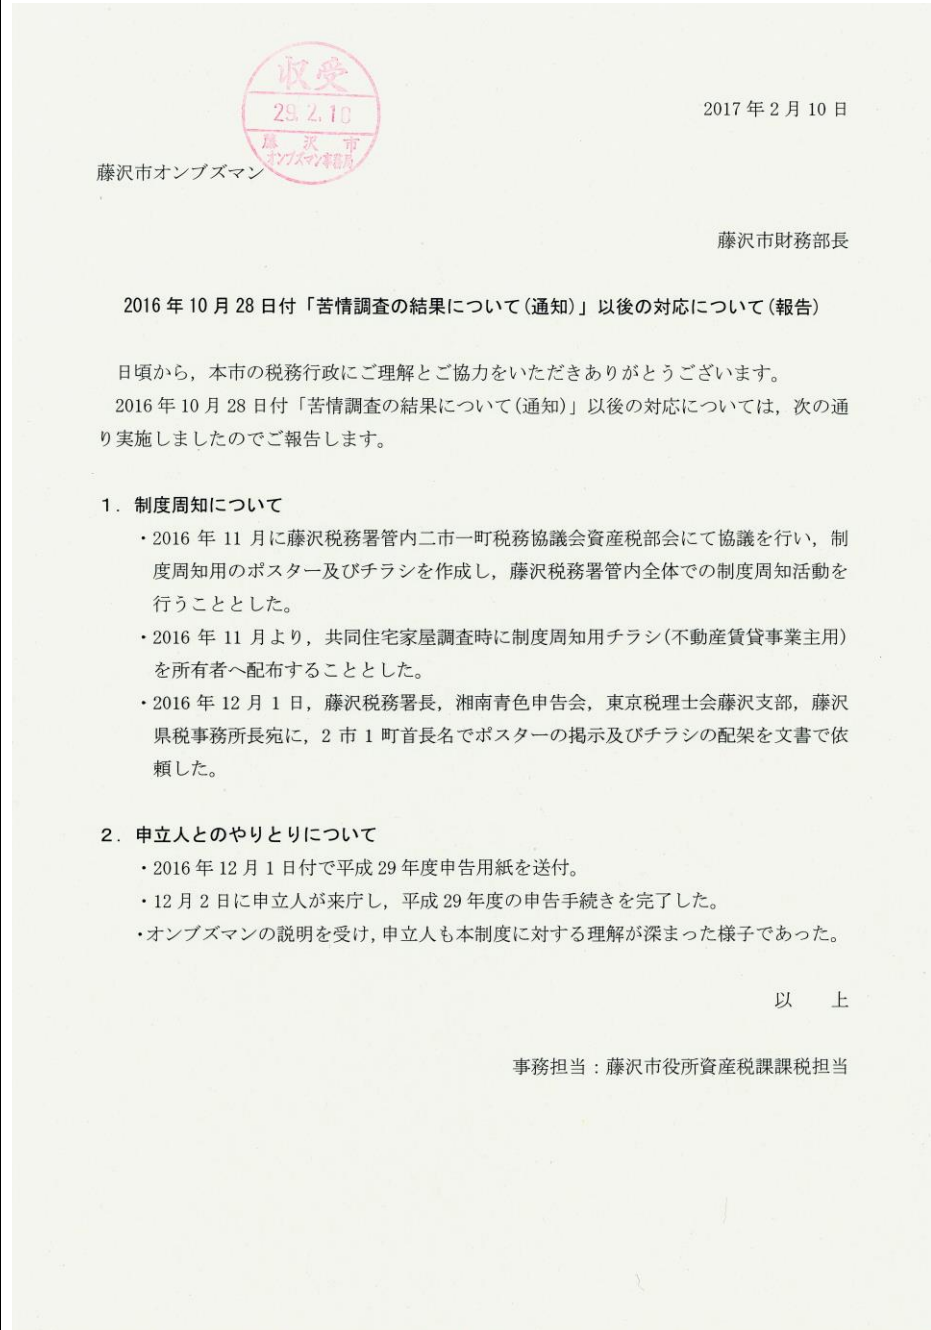 収受
29.2.10
藤沢市
オンブズマン事務局
2017年2月10日
藤沢市オンブズマン
藤沢市財務部長
2016年10月28日付「苦情調査の結果について(通知)」以後の対応について(報告)
日頃から，本市の税務行政にご理解とご協力をいただきありがとうございます。
2016年10月28日付「苦情調査の結果について(通知)」以後の対応については，次の通
り実施しましたのでご報告します。
１．制度周知について
・2016年11月に藤沢税務署管内二市一町税務協議会資産税部会にて協議を行い，制
度周知用のポスター及びチラシを作成し，藤沢税務署管内全体での制度周知活動を
行うこととした。
・2016年11月より，共同住宅家屋調査時に制度周知用チラシ(不動産賃貸事業主用)
を所有者へ配布することとした。
・2016年12月1日，藤沢税務署長，湘南青色申告会，東京税理士会藤沢支部，藤沢
県税事務所長宛に，2市1町首長名でポスターの掲示及びチラシの配架を文書で依
頼した。
２．申立人とのやりとりについて
・2016年12月1日付で平成29年度申告用紙を送付。
・12月2日に申立人が来庁し，平成29年度の申告手続きを完了した。
・オンブズマンの説明を受け，申立人も本制度に対する理解が深まった様子であった。
以　上
事務担当：藤沢市役所資産税課課税担当